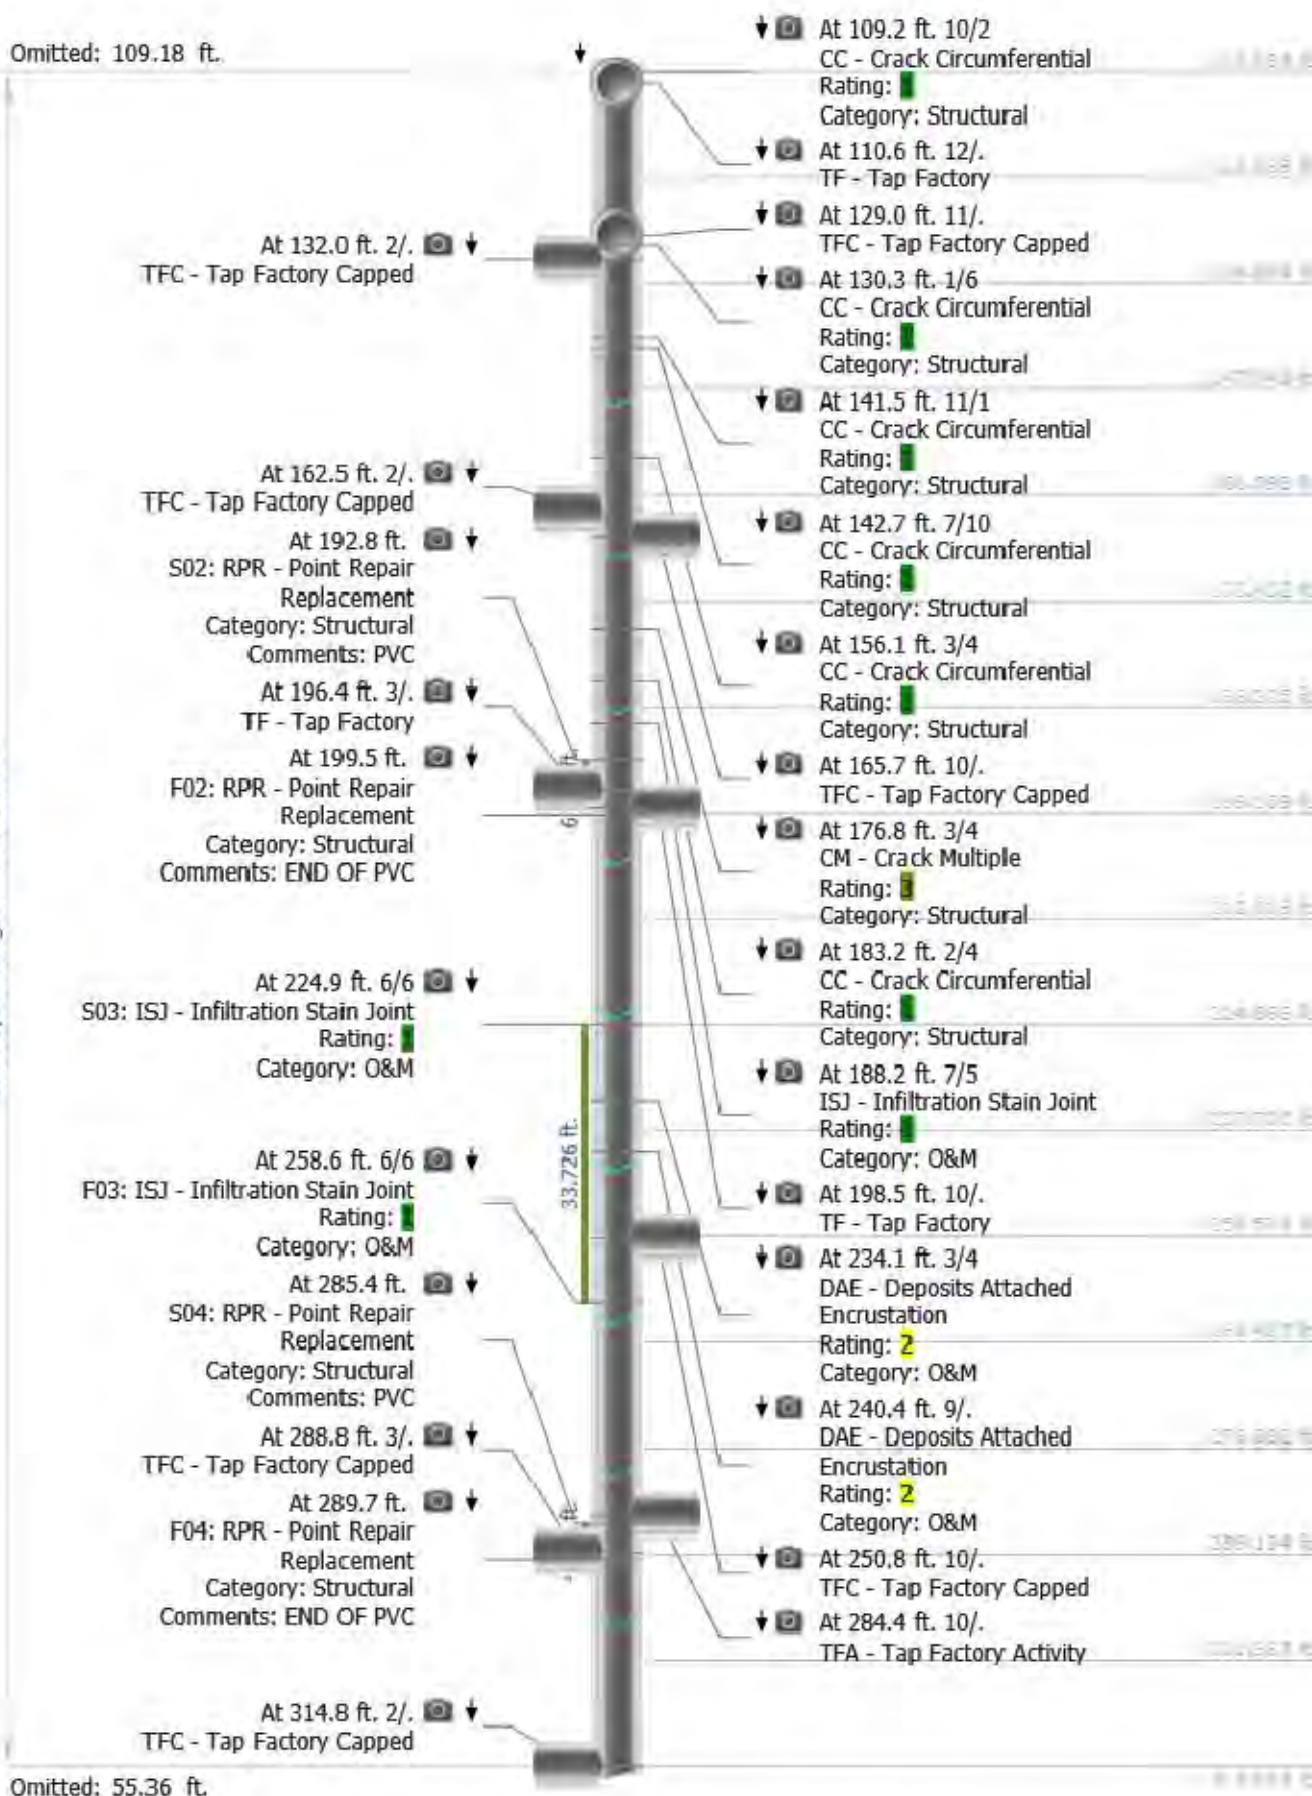 Omitted: 109.18 ft.
At 132.0 ft. 2/.
TFC - Tap Factory Capped
At 162.5 ft. 2/.
TFC - Tap Factory Capped
At 192.8 ft.
S02: RPR - Point Repair
Replacement
Category: Structural
Comments: PVC
At 196.4 ft. 3/.
TF - Tap Factory
At 199.5 ft.
F02: RPR - Point Repair
Replacement
Category: Structural
Comments: END OF PVC
At 224.9 ft. 6/6
S03: ISJ - Infiltration Stain Joint
Rating: 1
Category: O&M
At 258.6 ft. 6/6
F03: ISJ - Infiltration Stain Joint
Rating: 1
Category: O&M
At 285.4 ft.
S04: RPR - Point Repair
Replacement
Category: Structural
Comments: PVC
At 288.8 ft. 3/.
TFC - Tap Factory Capped
At 289.7 ft.
F04: RPR - Point Repair
Replacement
Category: Structural
Comments: END OF PVC
At 314.8 ft. 2/.
TFC - Tap Factory Capped
Omitted: 55.36 ft.
6
ft.
33.726 ft.
ft.
At 109.2 ft. 10/2
CC - Crack Circumferential
Rating: 1
Category: Structural
At 110.6 ft. 12/.
TF - Tap Factory
At 129.0 ft. 11/.
TFC - Tap Factory Capped
At 130.3 ft. 1/6
CC - Crack Circumferential
Rating: 1
Category: Structural
At 141.5 ft. 11/1
CC - Crack Circumferential
Rating: 1
Category: Structural
At 142.7 ft. 7/10
CC - Crack Circumferential
Rating: 1
Category: Structural
At 156.1 ft. 3/4
CC - Crack Circumferential
Rating: 1
Category: Structural
At 165.7 ft. 10/.
TFC - Tap Factory Capped
At 176.8 ft. 3/4
CM - Crack Multiple
Rating: 3
Category: Structural
At 183.2 ft. 2/4
CC - Crack Circumferential
Rating: 1
Category: Structural
At 188.2 ft. 7/5
ISJ - Infiltration Stain Joint
Rating: 1
Category: O&M
At 198.5 ft. 10/.
TF - Tap Factory
At 234.1 ft. 3/4
DAE - Deposits Attached
Encrustation
Rating: 2
Category: O&M
At 240.4 ft. 9/.
DAE - Deposits Attached
Encrustation
Rating: 2
Category: O&M
At 250.8 ft. 10/.
TFC - Tap Factory Capped
At 284.4 ft. 10/.
TFA - Tap Factory Activity